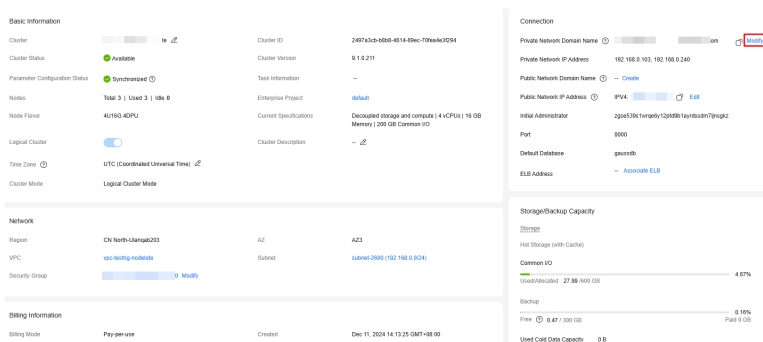 Basic Information
Cluster te
Cluster ID 2497a3cb-b6b8-4614-89ec-70fea4e3f294
Cluster Status Available
Cluster Version 9.1.0.211
Parameter Configuration Status Synchronized
Task Information --
Nodes Total 3 | Used 3 | Idle 0
Enterprise Project default
Node Flavor 4U16G.4DPU
Current Specifications Decoupled storage and compute | 4 vCPUs | 16 GB
Memory | 200 GB Common I/O
Logical Cluster
Cluster Description --
Time Zone UTC (Coordinated Universal Time)
Cluster Mode Logical Cluster Mode
Network
Region CN North-Ulanqab203
AZ AZ3
VPC vpc-testng-nodelete
Subnet subnet-2600 (192.168.0.0/24)
Security Group 0 Modify
Billing Information
Billing Mode Pay-per-use
Created Dec 11, 2024 14:13:25 GMT+08:00
Connection
Private Network Domain Name om Modify
Private Network IP Address 192.168.0.103, 192.168.0.240
Public Network Domain Name -- Create
Public Network IP Address IPV4: Edit
Initial Administrator
Port 8000
Default Database gaussdb
ELB Address -- Associate ELB
Storage/Backup Capacity
Storage
Hot Storage (with Cache)
Common I/O
4.67%
Used/Allocated 27.99 /600 GB
Backup
0.16%
Free 0.47 / 300 GB Paid 0 GB
Used Cold Data Capacity 0 B